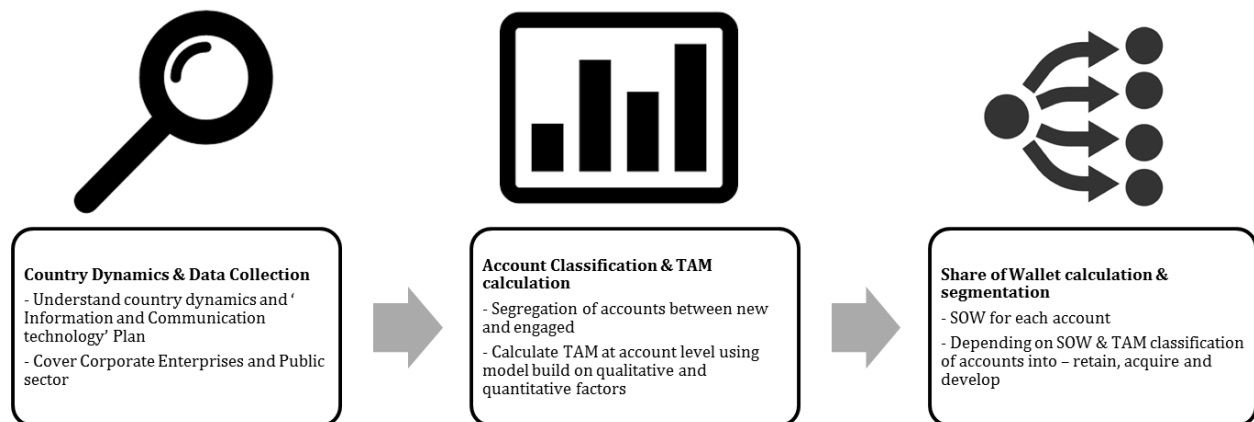 Country Dynamics & Data Collection
- Understand country dynamics and ‘
Information and Communication
technology’ Plan
- Cover Corporate Enterprises and Public
sector
Account Classification & TAM
calculation
- Segregation of accounts between new
and engaged
- Calculate TAM at account level using
model build on qualitative and
quantitative factors
Share of Wallet calculation &
segmentation
- SOW for each account
- Depending on SOW & TAM classification
of accounts into – retain, acquire and
develop